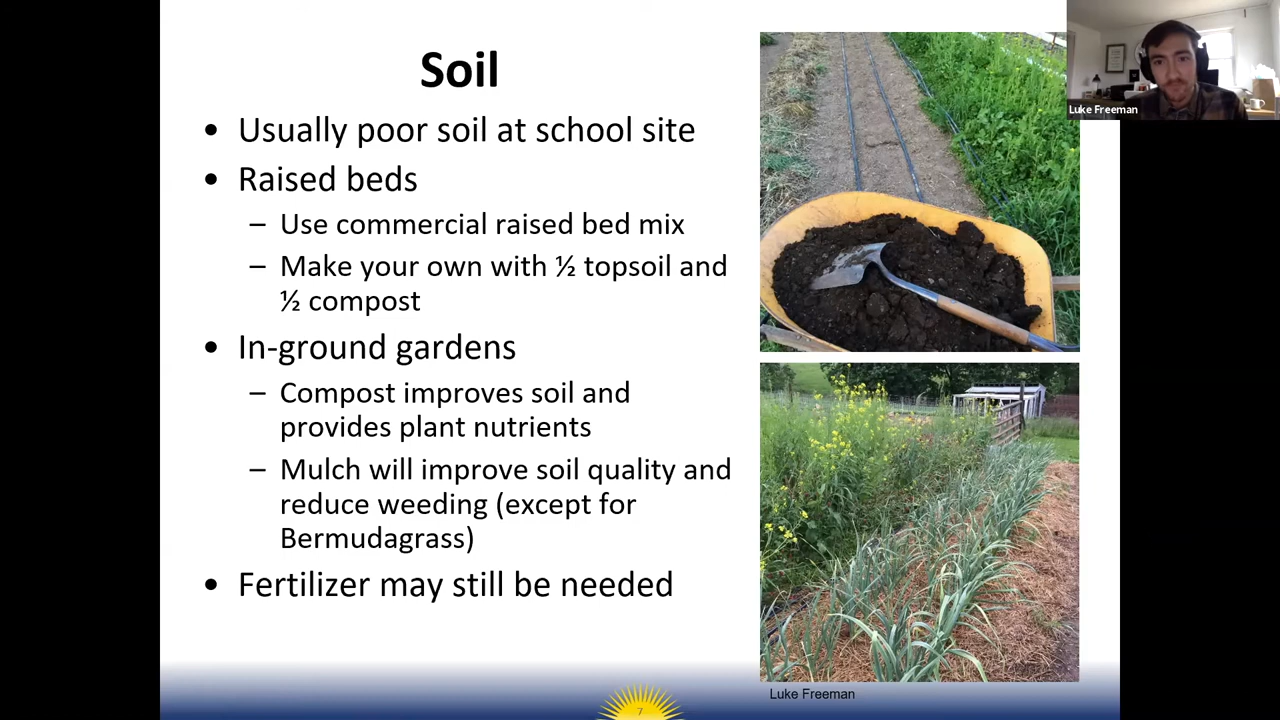 Soil
• Usually poor soil at school site
• Raised beds
– Use commercial raised bed mix
– Make your own with ½ topsoil and
½ compost
• In-ground gardens
– Compost improves soil and
provides plant nutrients
– Mulch will improve soil quality and
reduce weeding (except for
Bermudagrass)
• Fertilizer may still be needed
Luke Freeman
Luke Freeman
7